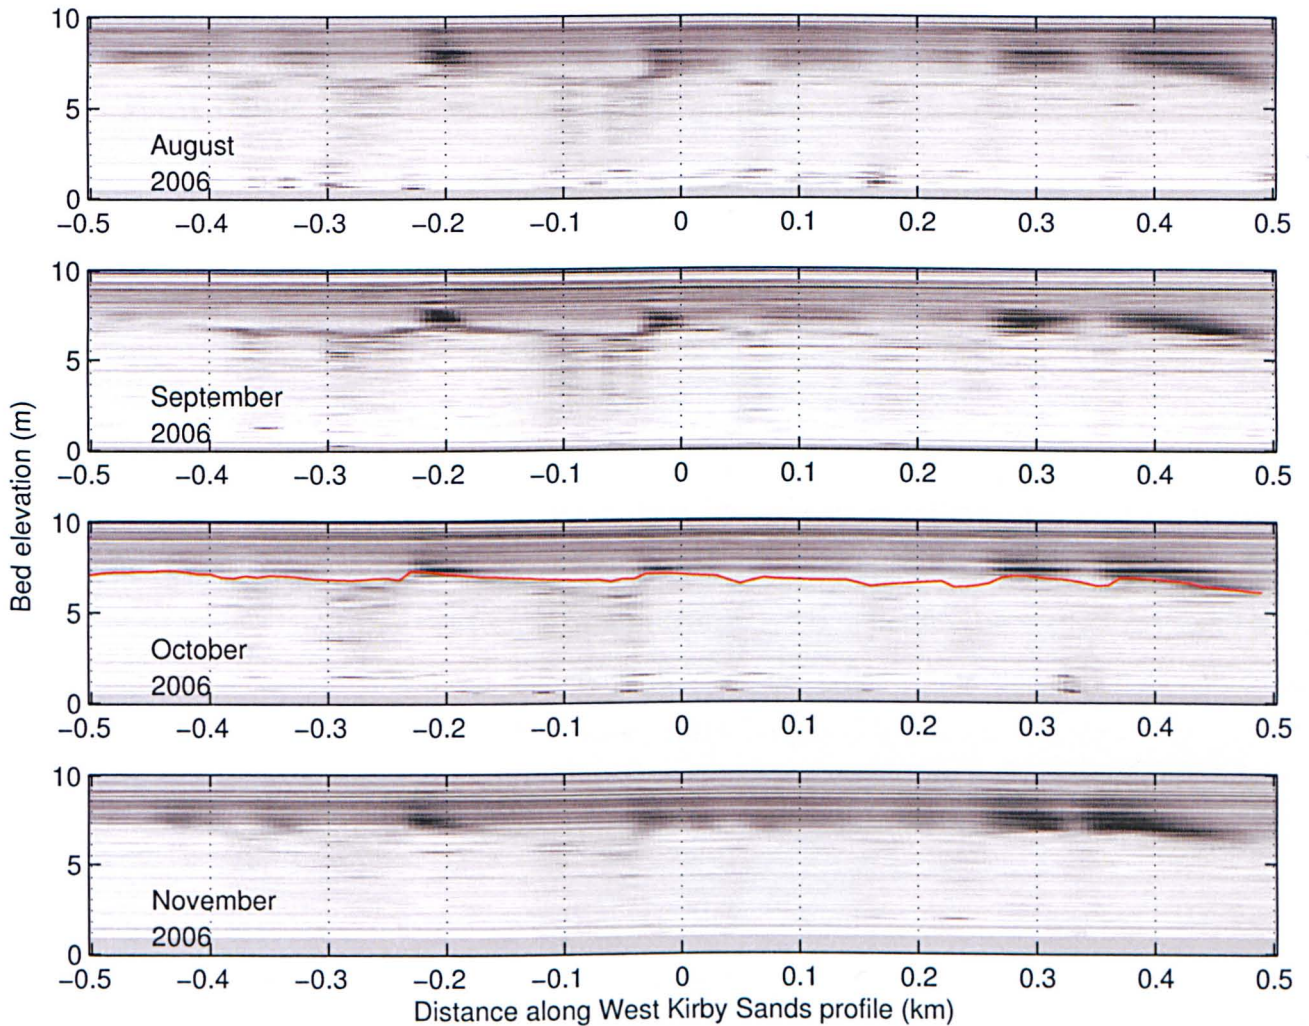 10
5
0
August
2006
−0.5 −0.4 −0.3 −0.2 −0.1 0 0.1 0.2 0.3 0.4 0.5
10
5
0
September
2006
−0.5 −0.4 −0.3 −0.2 −0.1 0 0.1 0.2 0.3 0.4 0.5
Bed elevation (m)
10
5
0
October
2006
−0.5 −0.4 −0.3 −0.2 −0.1 0 0.1 0.2 0.3 0.4 0.5
10
5
0
November
2006
−0.5 −0.4 −0.3 −0.2 −0.1 0 0.1 0.2 0.3 0.4 0.5
Distance along West Kirby Sands profile (km)